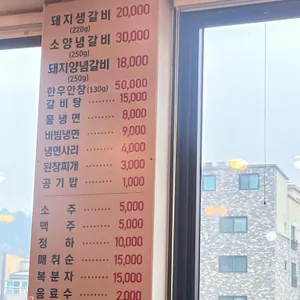 돼지생갈비 20,000
(220g)
소양념갈비 30,000
(250g)
돼지양념갈비 18,000
(250g)
한우안창(130g) 50,000
갈비탕 ········ 15,000
물냉면 ········ 8,000
비빔냉면 ······ 9,000
냉면사리 ······ 4,000
된장찌개 ······ 3,000
공기밥 ········ 1,000
소주 ········ 5,000
맥주 ········ 5,000
청하 ········ 10,000
매취순 ······ 15,000
복분자 ······ 15,000
음료수 ······ 2,000